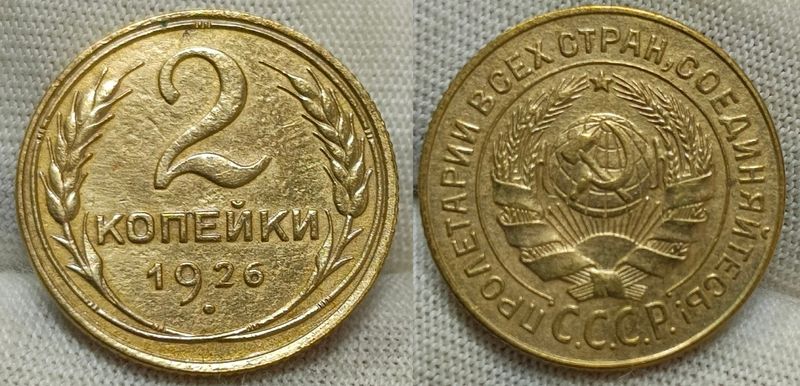 2
КОПЕЙКИ
1926
ПРОЛЕТАРИИ ВСЕХ СТРАН, СОЕДИНЯЙТЕСЬ!
С.С.С.Р.